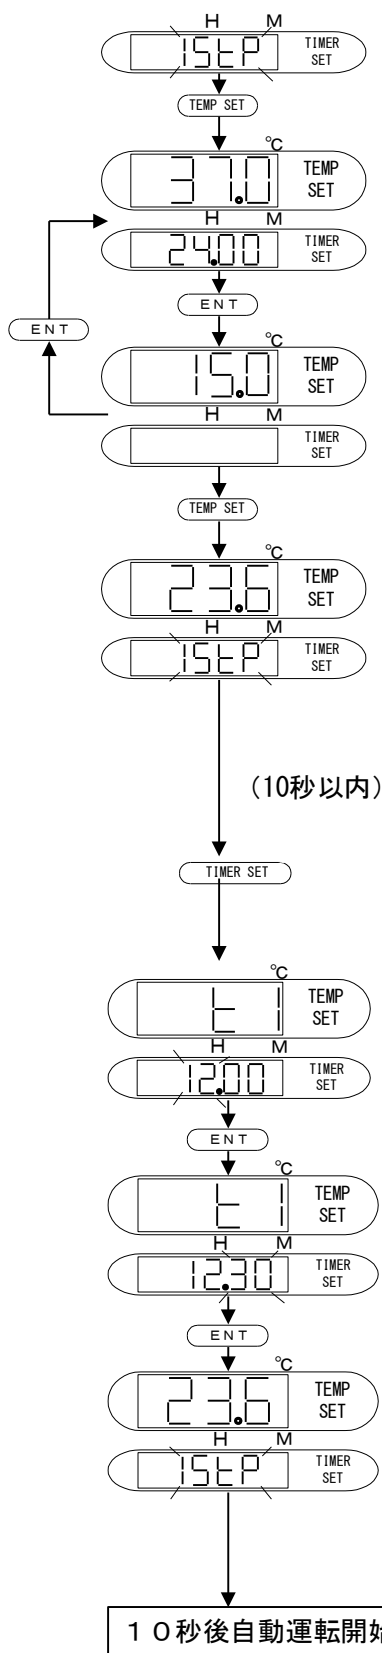 H M
1StP TIMER SET
TEMP SET
℃
37.0 TEMP SET
H M
24.00 TIMER SET
ENT
ENT
℃
15.0 TEMP SET
H M
TIMER SET
TEMP SET
℃
23.6 TEMP SET
H M
1StP TIMER SET
(10秒以内)
TIMER SET
℃
t 1 TEMP SET
H M
12.00 TIMER SET
ENT
℃
t 1 TEMP SET
H M
12.30 TIMER SET
ENT
℃
23.6 TEMP SET
H M
1StP TIMER SET
10秒後自動運転開始